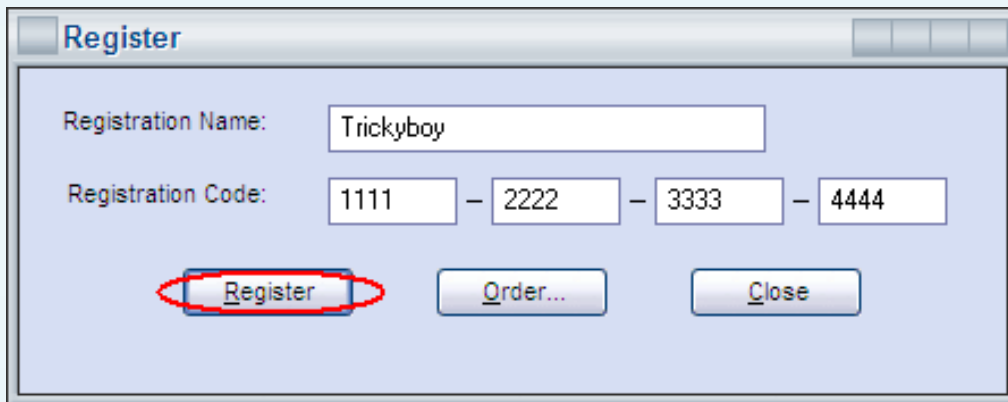 Register
Registration Name: Trickyboy
Registration Code: 1111 – 2222 – 3333 – 4444
Register Order... Close